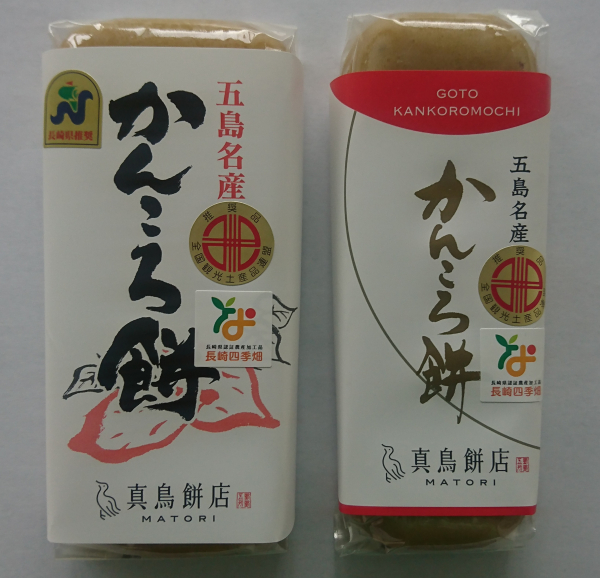 五島名産
かんころ餅
長崎県推奨
推奨品
全国観光土産品連盟
長崎県認証農産加工品
長崎四季畑
真鳥餅店
MATORI
GOTO
KANKOROMOCHI
五島名産
かんころ餅
推奨品
全国観光土産品連盟
長崎県認証農産加工品
長崎四季畑
真鳥餅店
MATORI